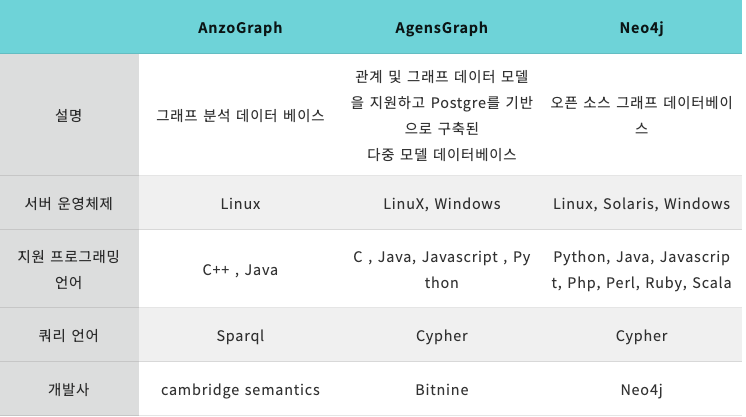 AnzoGraph AgensGraph Neo4j
설명
그래프 분석 데이터 베이스
관계 및 그래프 데이터 모델
을 지원하고 Postgre를 기반
으로 구축된
다중 모델 데이터베이스
오픈 소스 그래프 데이터베이
스
서버 운영체제 Linux LinuX, Windows Linux, Solaris, Windows
지원 프로그래밍
언어
C++ , Java
C , Java, Javascript , Py
thon
Python, Java, Javascrip
t, Php, Perl, Ruby, Scala
쿼리 언어 Sparql Cypher Cypher
개발사 cambridge semantics Bitnine Neo4j